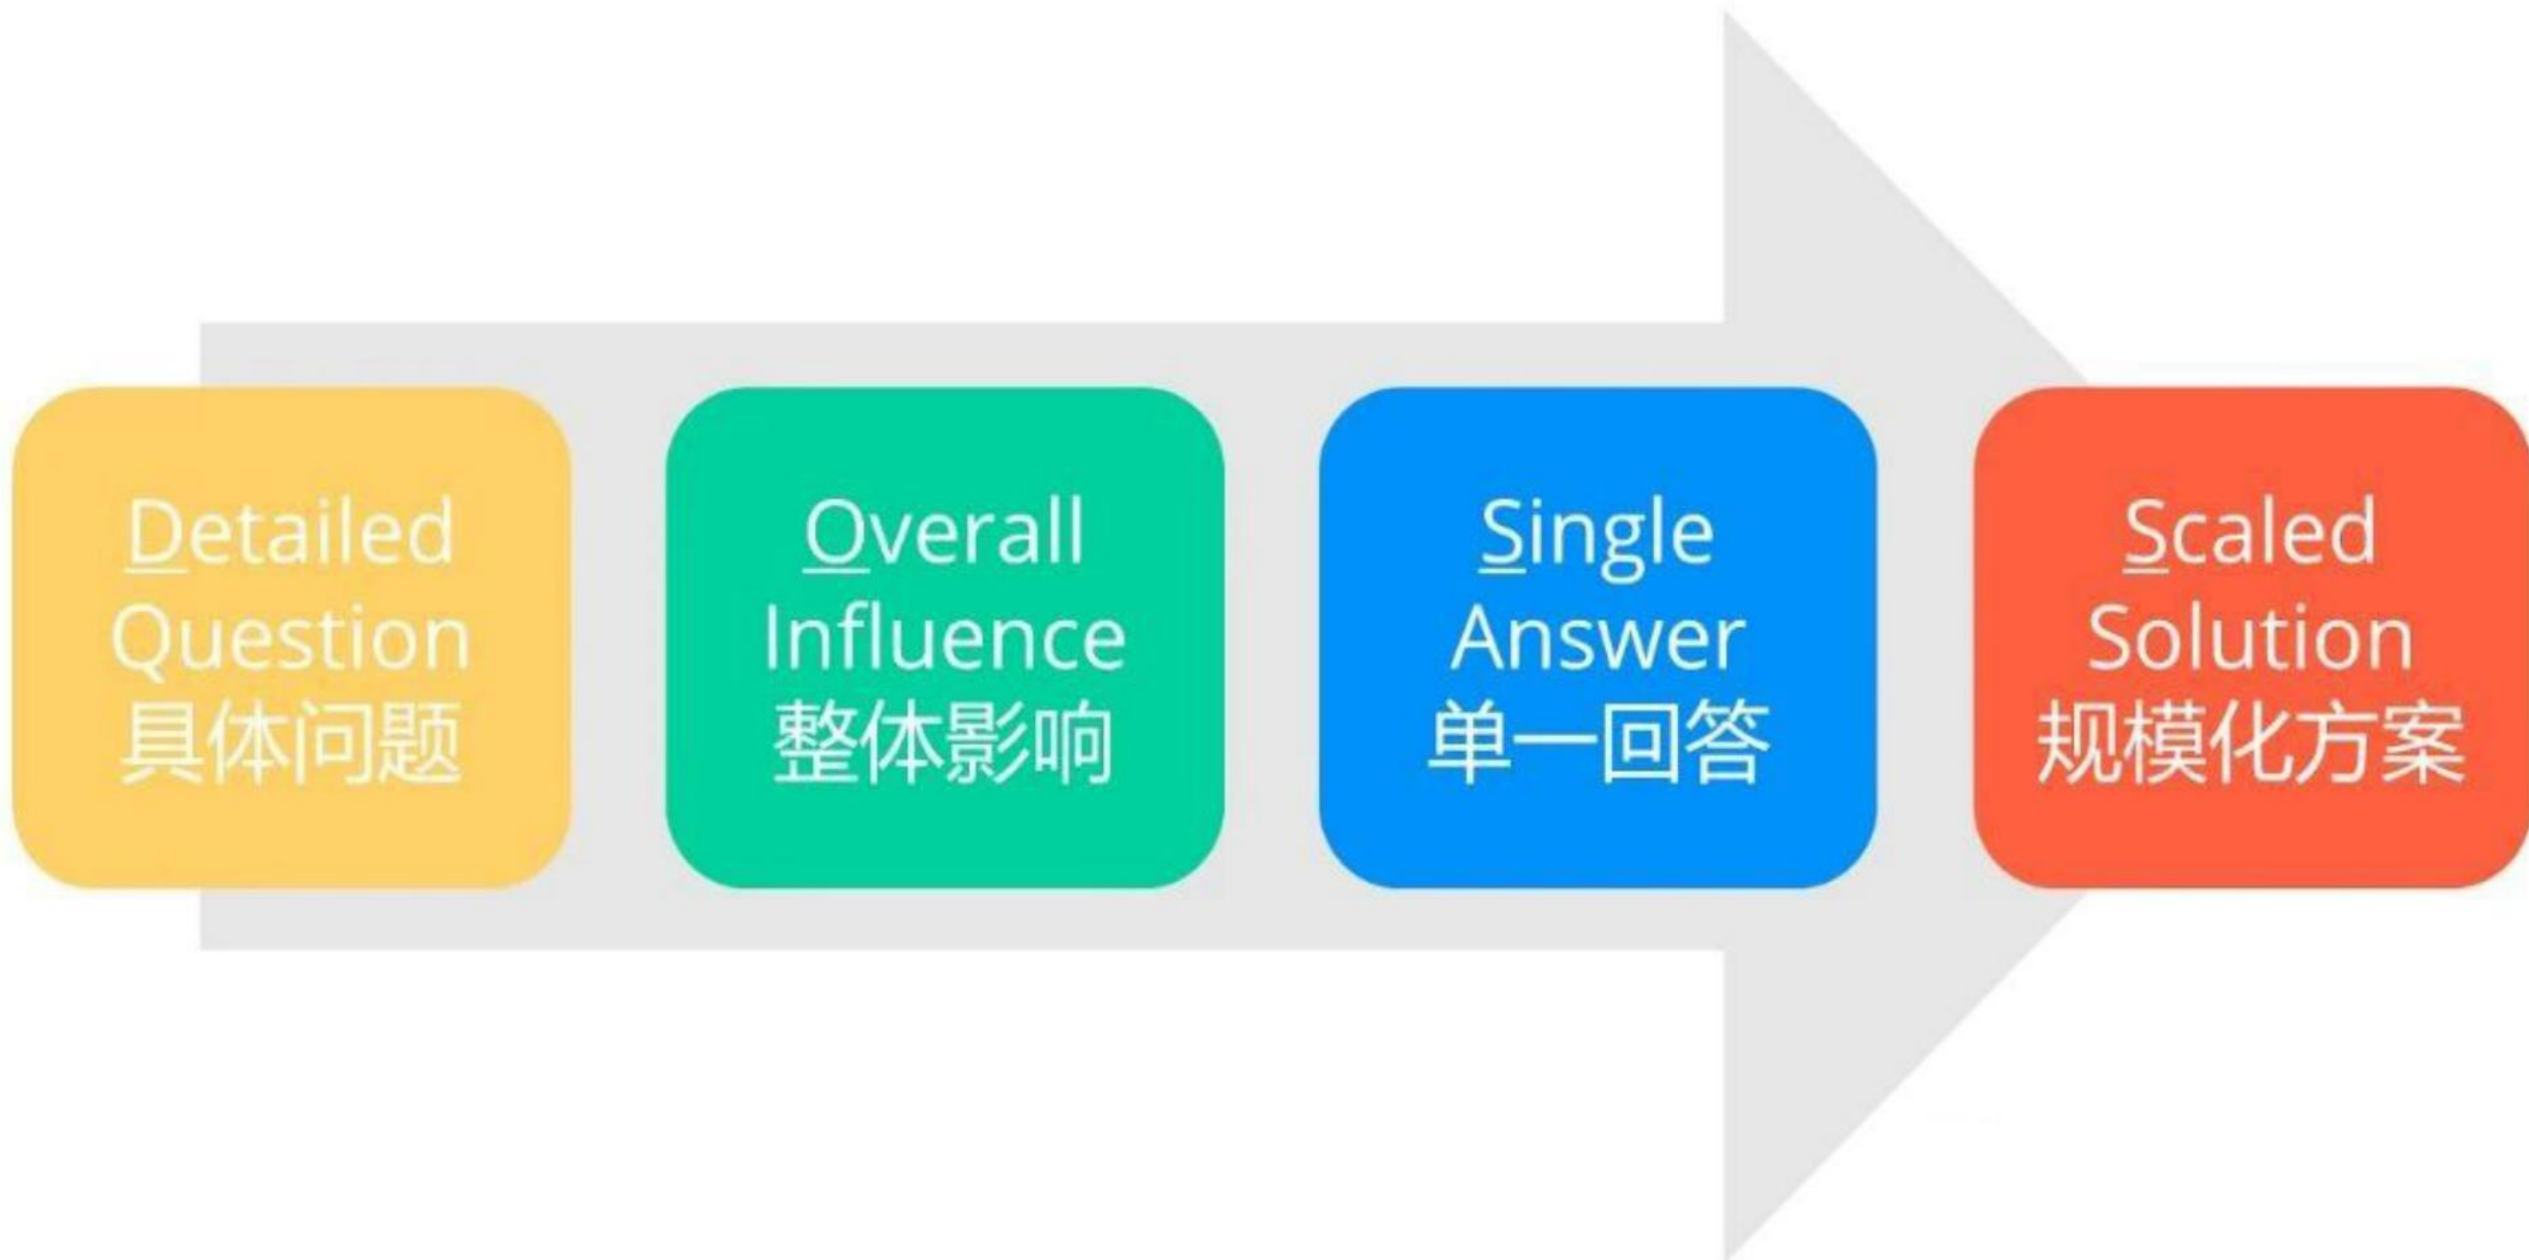 Detailed
Question
具体问题
Overall
Influence
整体影响
Single
Answer
单一回答
Scaled
Solution
规模化方案